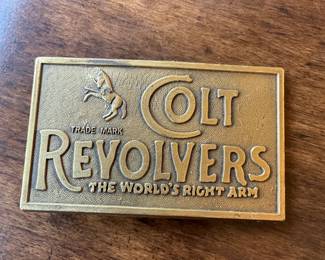 COLT
TRADE MARK
REVOLVERS
THE WORLD'S RIGHT ARM